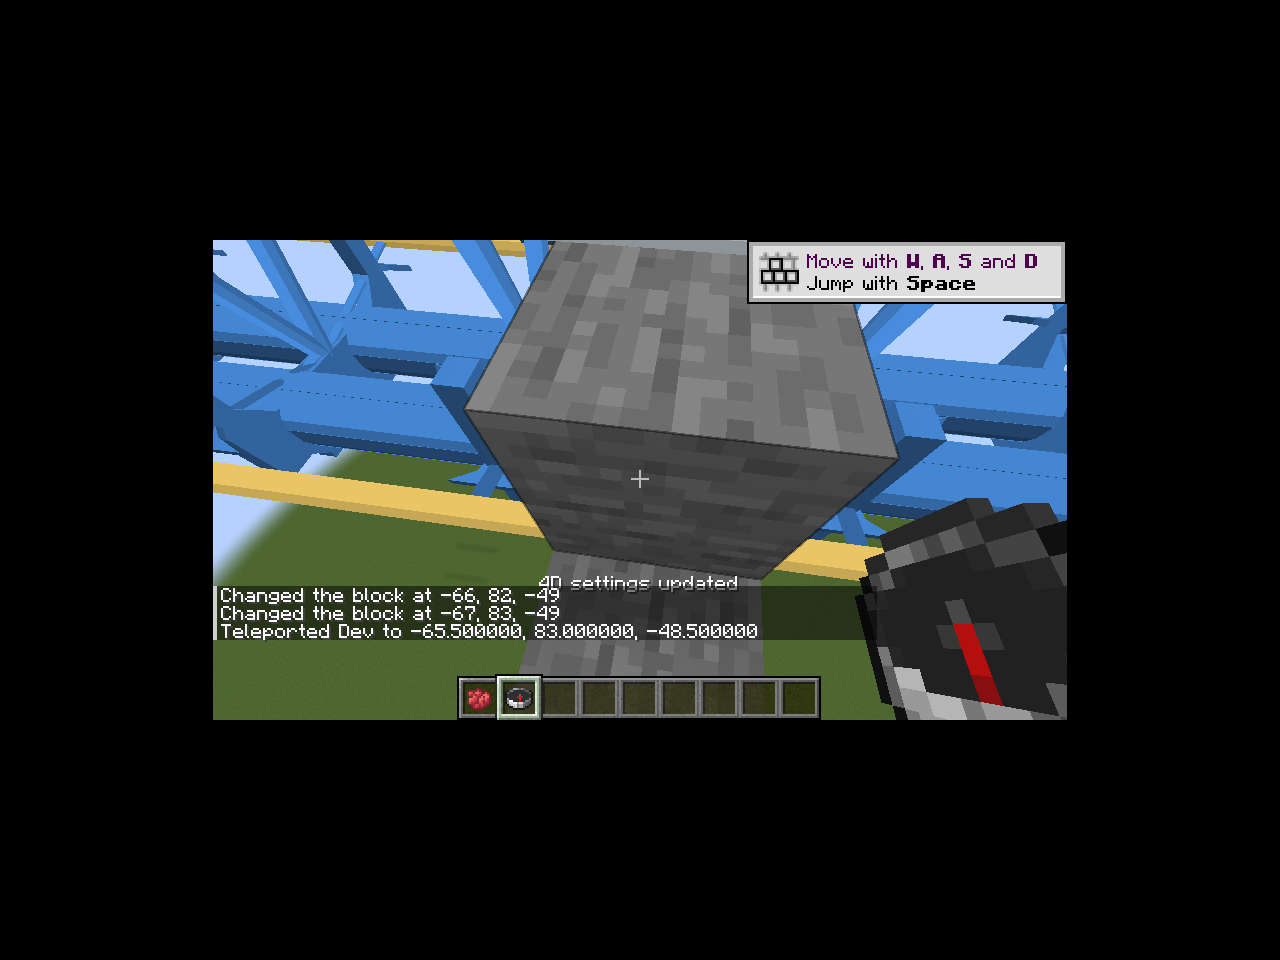 Move with W, A, S and D
Jump with Space
4D settings updated
Changed the block at -66, 82, -49
Changed the block at -67, 83, -49
Teleported Dev to -65.500000, 83.000000, -48.500000